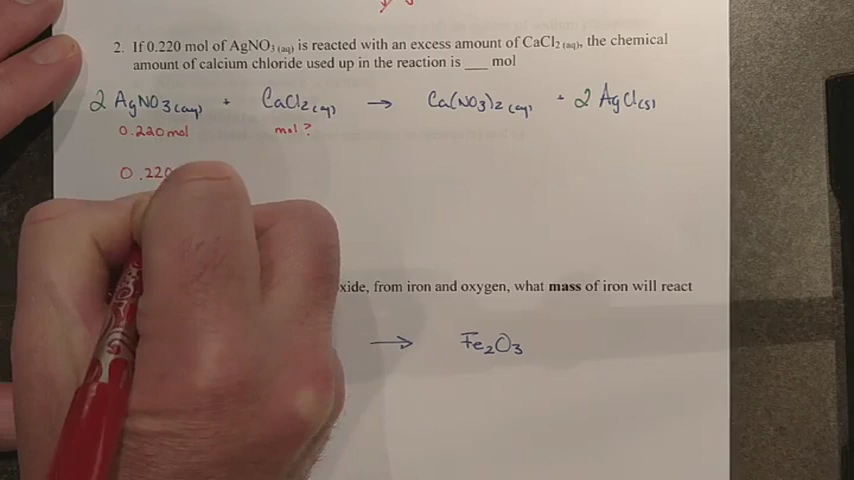 2. If 0.220 mol of AgNO3 (aq) is reacted with an excess amount of CaCl2 (aq), the chemical
amount of calcium chloride used up in the reaction is ___ mol
2 AgNO3(aq) + CaCl2(aq) → Ca(NO3)2(aq) + 2 AgCl(s)
0.220 mol mol?
0.220
xide, from iron and oxygen, what mass of iron will react
→ Fe2O3